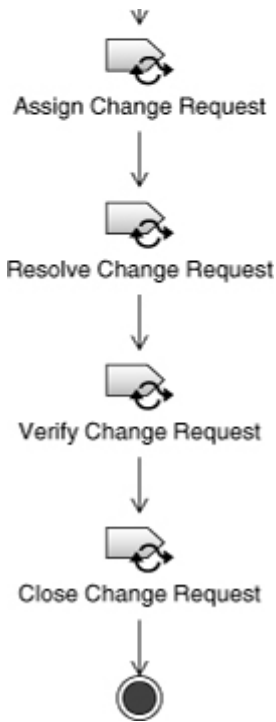 Assign Change Request
Resolve Change Request
Verify Change Request
Close Change Request